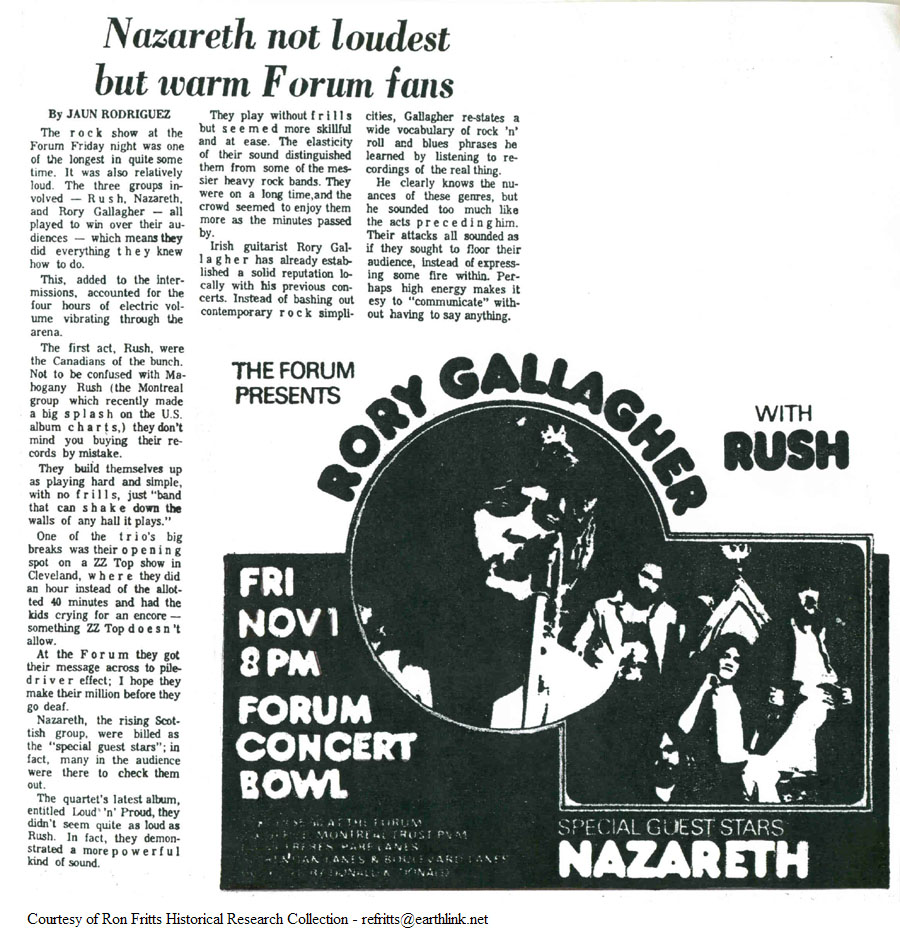 Nazareth not loudest
but warm Forum fans
By JAUN RODRIGUEZ
The rock show at the
Forum Friday night was one
of the longest in quite some
time. It was also relatively
loud. The three groups in-
volved — Rush, Nazareth,
and Rory Gallagher — all
played to win over their au-
diences — which means they
did everything they knew
how to do.
This, added to the inter-
missions, accounted for the
four hours of electric vol-
ume vibrating through the
arena.
The first act, Rush, were
the Canadians of the bunch.
Not to be confused with Ma-
hogany Rush (the Montreal
group which recently made
a big splash on the U.S.
album charts,) they don't
mind you buying their re-
cords by mistake.
They build themselves up
as playing hard and simple,
with no frills, just "band
that can shake down the
walls of any hall it plays."
One of the trio's big
breaks was their opening
spot on a ZZ Top show in
Cleveland, where they did
an hour instead of the allot-
ted 40 minutes and had the
kids crying for an encore —
something ZZ Top doesn't
allow.
At the Forum they got
their message across to pile-
driver effect; I hope they
make their million before they
go deaf.
Nazareth, the rising Scot-
tish group, were billed as
the "special guest stars"; in
fact, many in the audience
were there to check them
out.
The quartet's latest album,
entitled Loud 'n' Proud, they
didn't seem quite as loud as
Rush. In fact, they demon-
strated a more powerful
kind of sound.
They play without frills
but seemed more skillful
and at ease. The elasticity
of their sound distinguished
them from some of the mes-
sier heavy rock bands. They
were on a long time,and the
crowd seemed to enjoy them
more as the minutes passed
by.
Irish guitarist Rory Gal-
lagher has already estab-
lished a solid reputation lo-
cally with his previous con-
certs. Instead of bashing out
contemporary rock simpli-
cities, Gallagher re-states a
wide vocabulary of rock 'n'
roll and blues phrases he
learned by listening to re-
cordings of the real thing.
He clearly knows the nu-
ances of these genres, but
he sounded too much like
the acts preceding him.
Their attacks all sounded as
if they sought to floor their
audience, instead of express-
ing some fire within. Per-
haps high energy makes it
esy to "communicate" with-
out having to say anything.
THE FORUM
PRESENTS
RORY GALLAGHER
WITH
RUSH
FRI
NOV 1
8 PM
FORUM
CONCERT
BOWL
AT THE FORUM
MONTREAL TRUST PVM
PARE LANES
LANES & BOULEVARD LANES
DONALD K DONALD
SPECIAL GUEST STARS
NAZARETH
Courtesy of Ron Fritts Historical Research Collection - refritts@earthlink.net